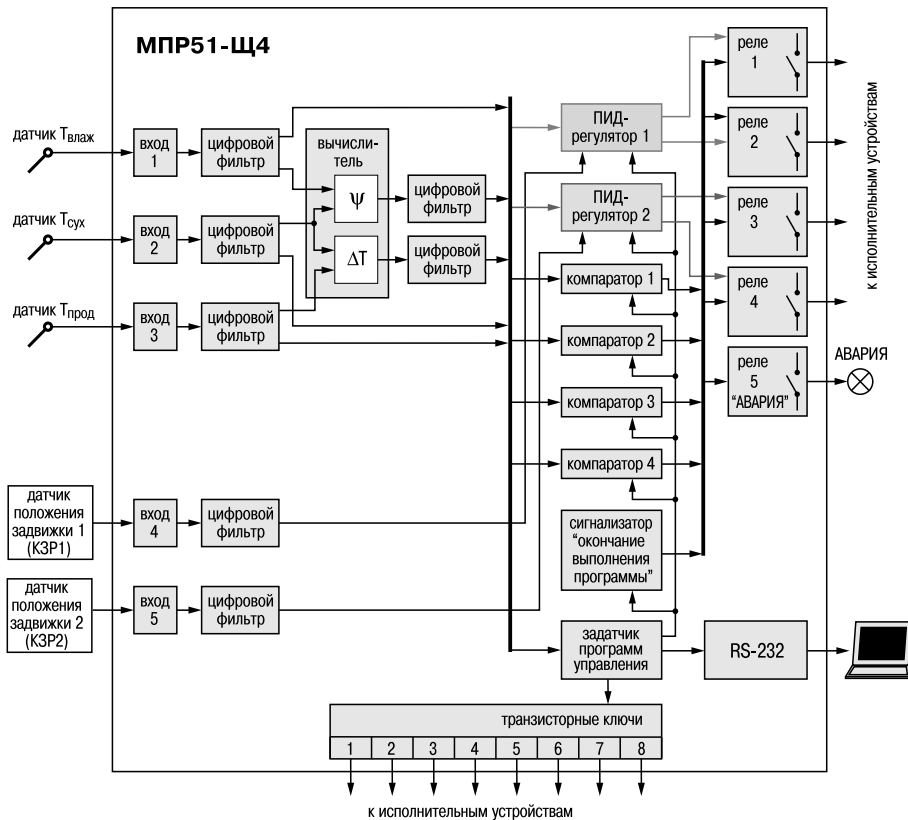 МПР51-Щ4
датчик Tвлаж
вход
1
цифровой
фильтр
датчик Tсух
вход
2
цифровой
фильтр
датчик Tпрод
вход
3
цифровой
фильтр
вычисли-
тель
ψ
ΔT
цифровой
фильтр
цифровой
фильтр
ПИД-
регулятор 1
ПИД-
регулятор 2
компаратор 1
компаратор 2
компаратор 3
компаратор 4
сигнализатор
“окончание
выполнения
программы”
задатчик
программ
управления
RS-232
реле
1
реле
2
реле
3
реле
4
реле
5
“АВАРИЯ”
к исполнительным устройствам
АВАРИЯ
датчик
положения
задвижки 1
(КЗР1)
вход
4
цифровой
фильтр
датчик
положения
задвижки 2
(КЗР2)
вход
5
цифровой
фильтр
транзисторные ключи
1 2 3 4 5 6 7 8
к исполнительным устройствам